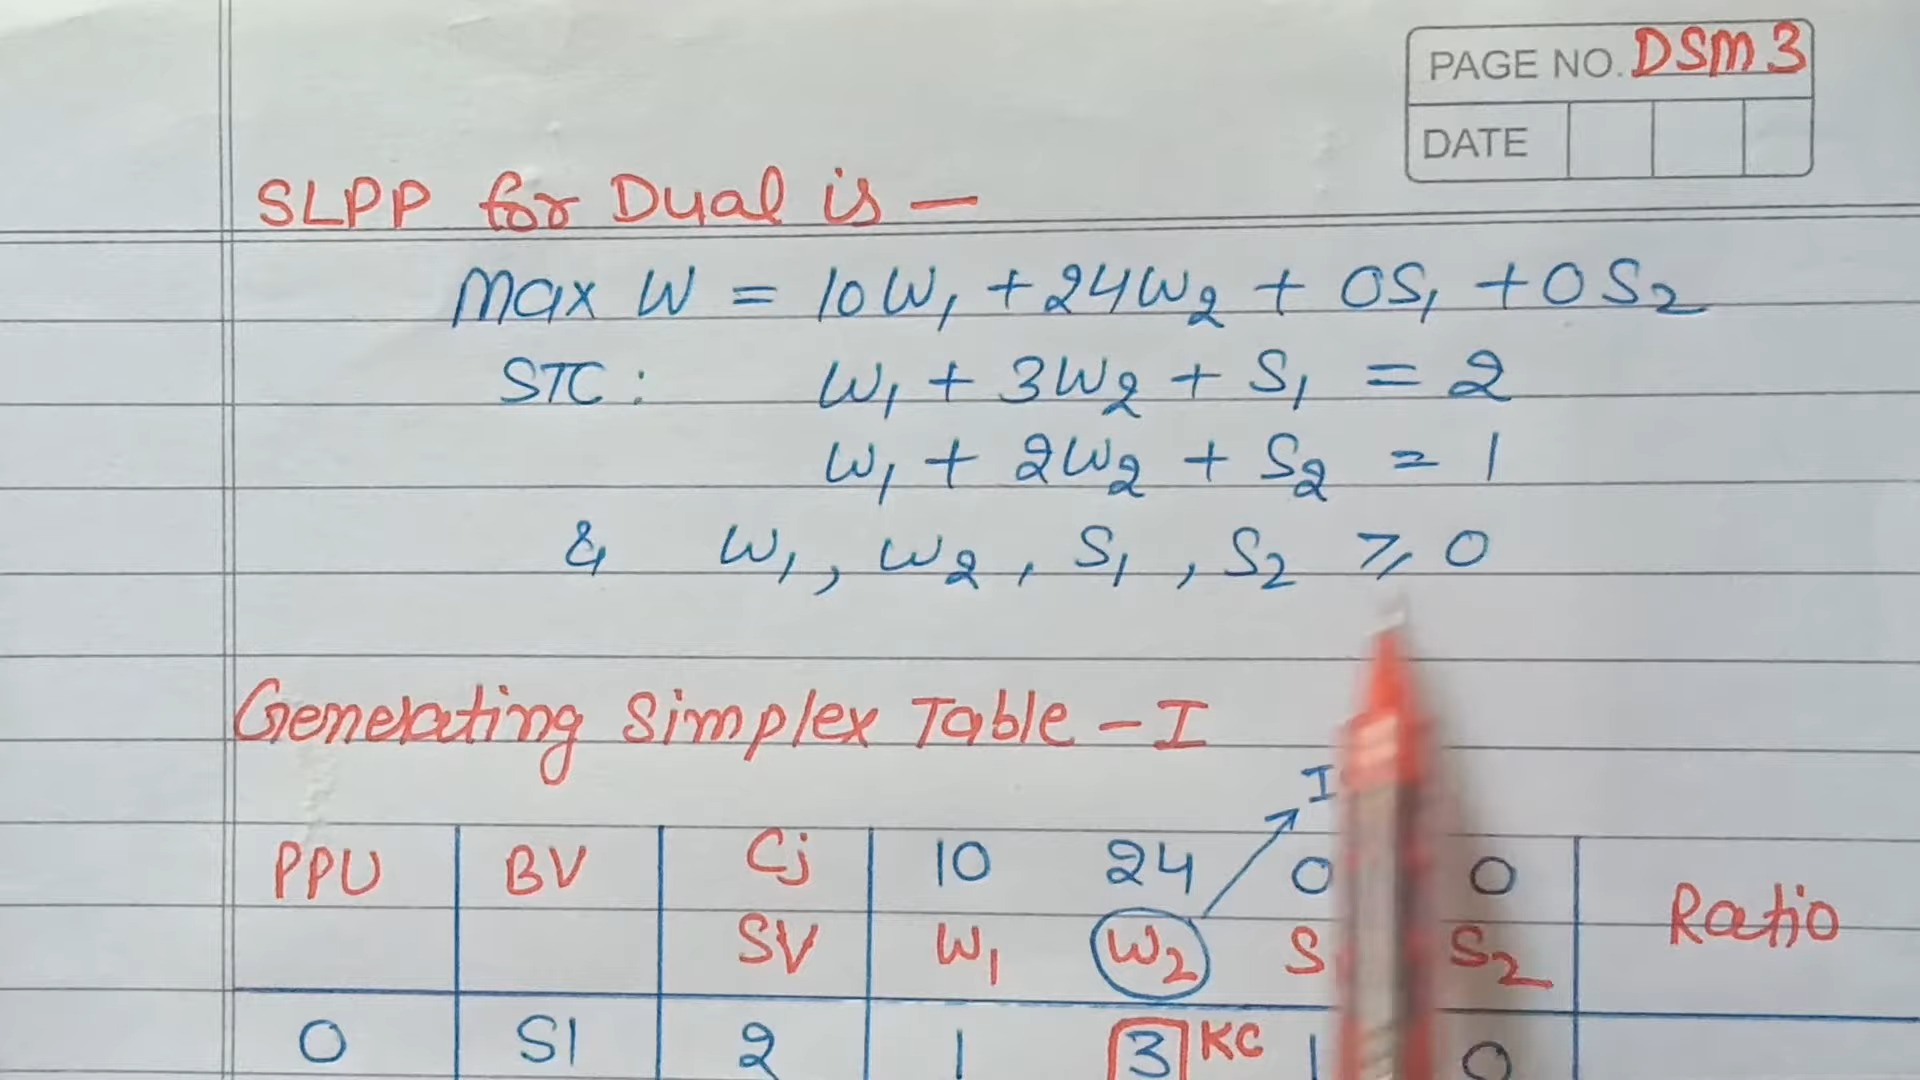 PAGE NO. DSM 3
DATE
SLPP for Dual is —
Max W = 10W₁ + 24W₂ + 0S₁ + 0S₂
STC : W₁ + 3W₂ + S₁ = 2
W₁ + 2W₂ + S₂ = 1
& W₁, W₂, S₁, S₂ ≥ 0
Generating Simplex Table - I
I
PPU BV Cj 10 24 0 0 Ratio
SV W₁ W₂ S S₂
0 S1 2 1 3 KC 1 0